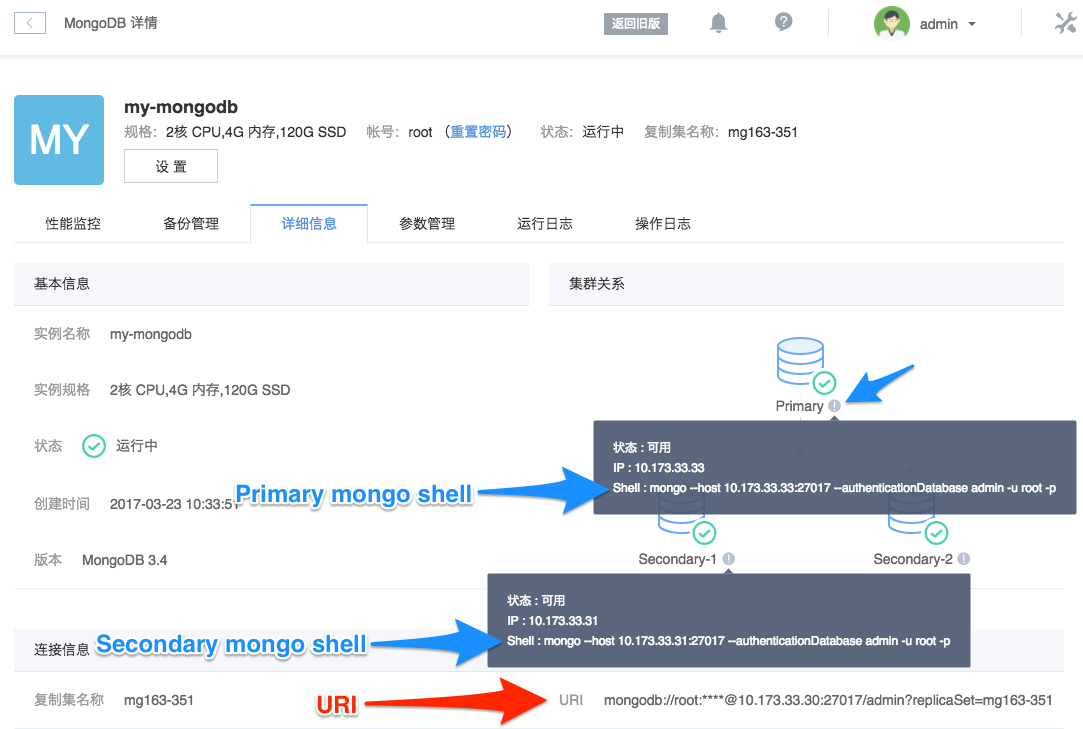 MongoDB 详情
返回旧版
admin
MY
my-mongodb
规格: 2核 CPU,4G 内存,120G SSD 帐号: root (重置密码) 状态: 运行中 复制集名称: mg163-351
设 置
性能监控 备份管理 详细信息 参数管理 运行日志 操作日志
基本信息
集群关系
实例名称 my-mongodb
实例规格 2核 CPU,4G 内存,120G SSD
状态 运行中
创建时间 2017-03-23 10:33:51
版本 MongoDB 3.4
Primary
状态 : 可用
IP : 10.173.33.33
Shell : mongo --host 10.173.33.33:27017 --authenticationDatabase admin -u root -p
Primary mongo shell
Secondary-1
Secondary-2
状态 : 可用
IP : 10.173.33.31
Shell : mongo --host 10.173.33.31:27017 --authenticationDatabase admin -u root -p
Secondary mongo shell
连接信息
复制集名称 mg163-351
URI
URI mongodb://root:****@10.173.33.30:27017/admin?replicaSet=mg163-351